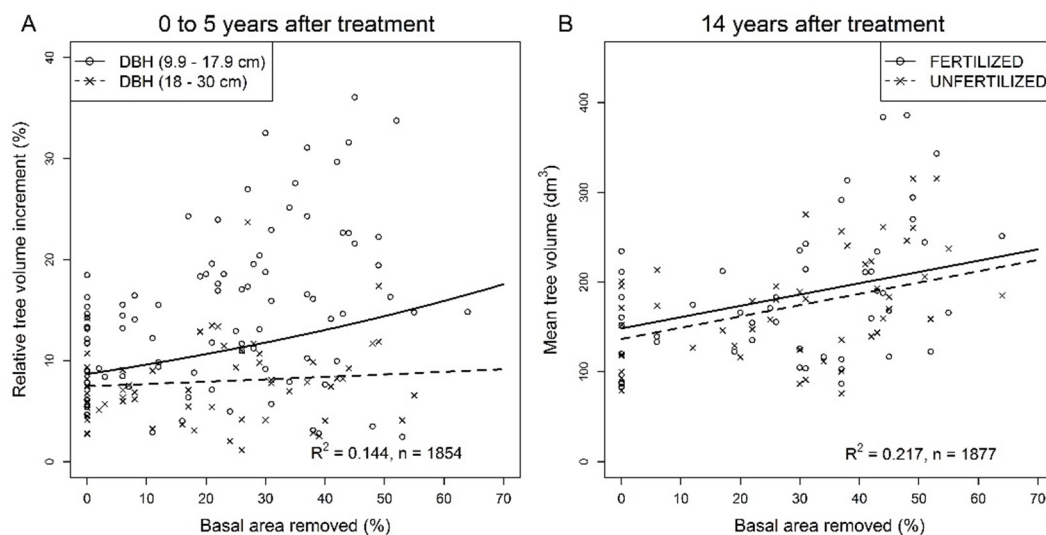 A
0 to 5 years after treatment
DBH (9.9 - 17.9 cm)
DBH (18 - 30 cm)
Relative tree volume increment (%)
40
30
20
10
0
R² = 0.144, n = 1854
0 10 20 30 40 50 60 70
Basal area removed (%)
B
14 years after treatment
FERTILIZED
UNFERTILIZED
Mean tree volume (dm³)
400
300
200
100
0
R² = 0.217, n = 1877
0 10 20 30 40 50 60 70
Basal area removed (%)